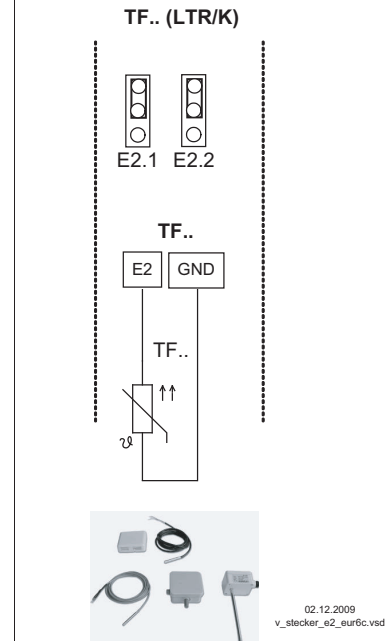 TF.. (LTR/K)
E2.1 E2.2
TF..
E2 GND
TF..
ϑ
02.12.2009
v_stecker_e2_eur6c.vsd